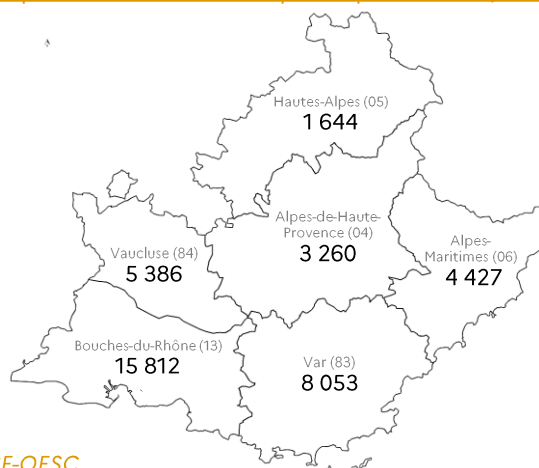 Hautes-Alpes (05)
1 644
Alpes-de-Haute-
Provence (04)
3 260
Alpes-
Maritimes (06)
4 427
Vaucluse (84)
5 386
Bouches-du-Rhône (13)
15 812
Var (83)
8 053